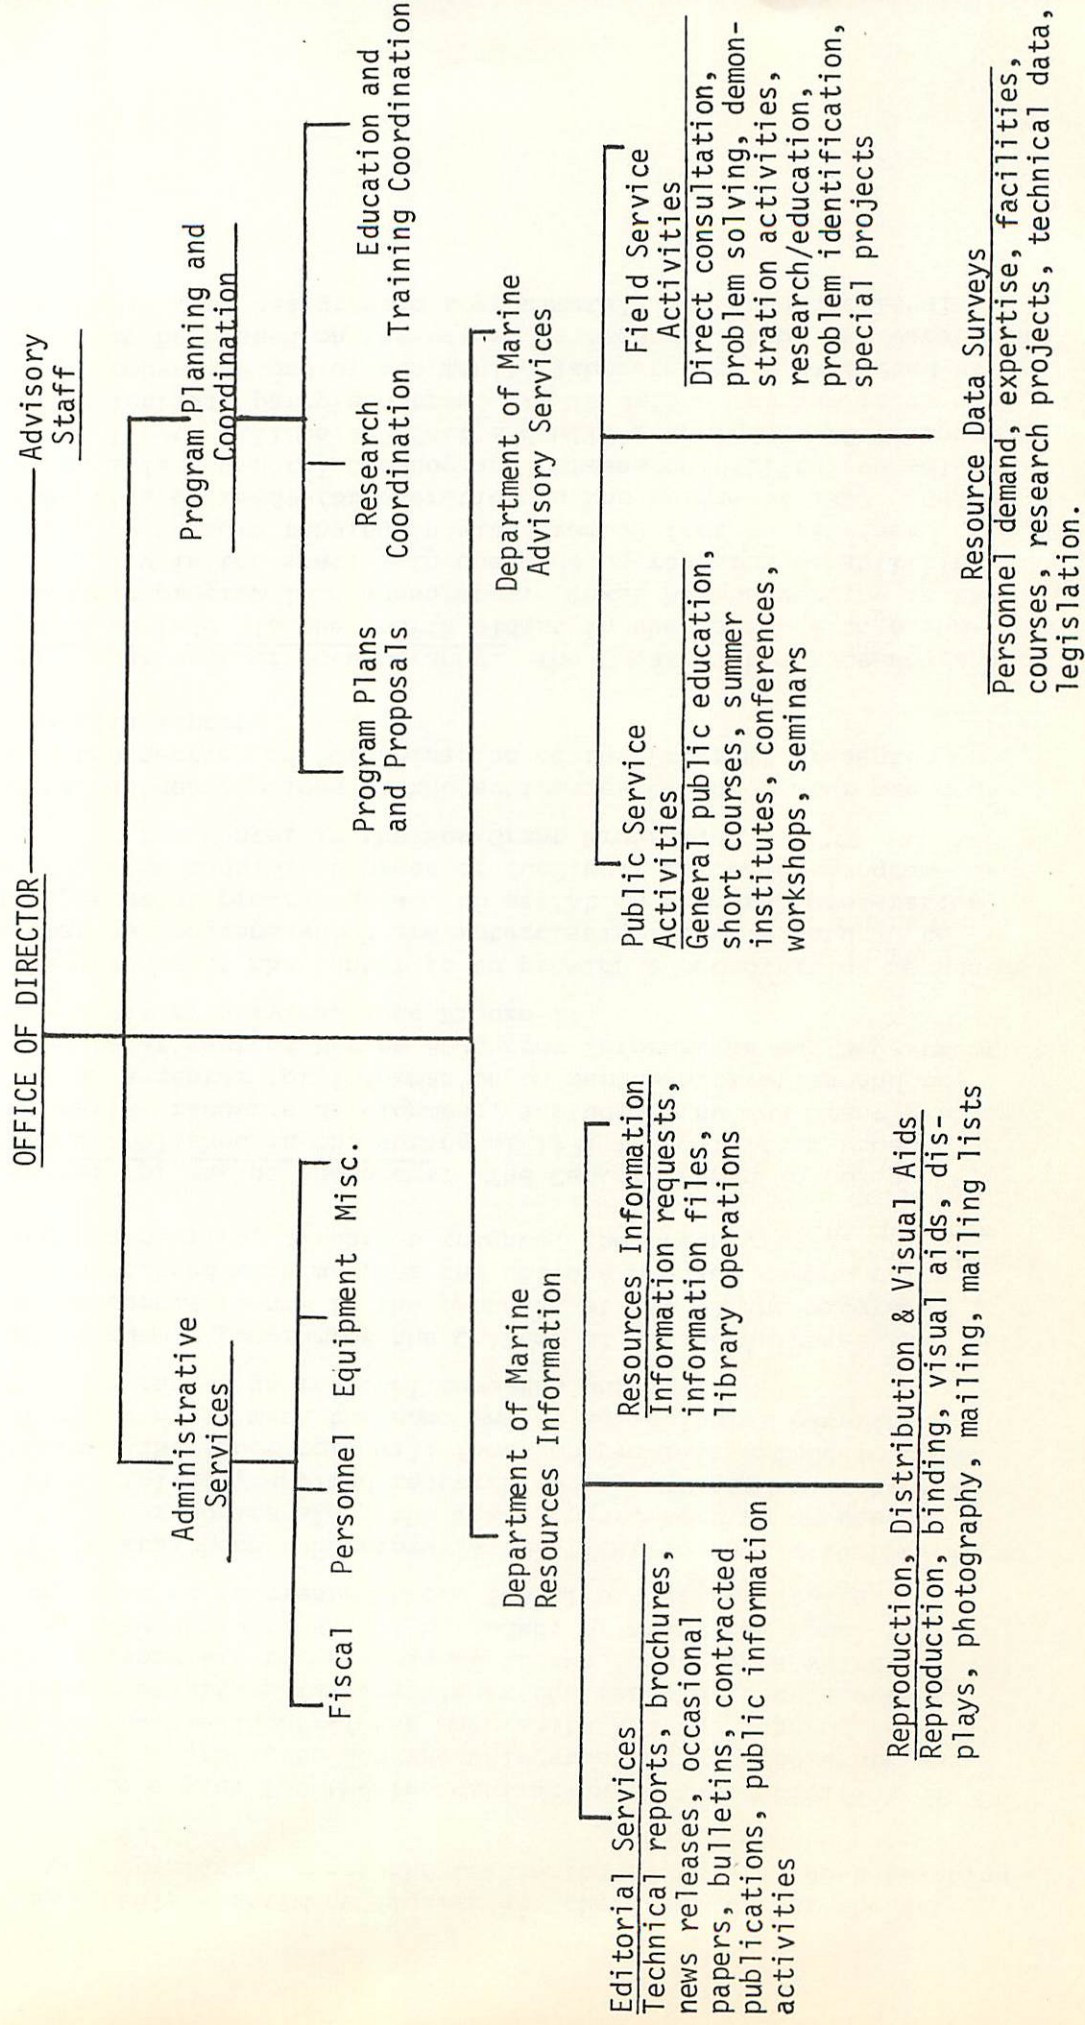 OFFICE OF DIRECTOR
Advisory
Staff
Administrative
Services
Program Planning and
Coordination
Fiscal Personnel Equipment Misc.
Program Plans
and Proposals
Research
Coordination
Education and
Training Coordination
Department of Marine
Resources Information
Department of Marine
Advisory Services
Editorial Services
Technical reports, brochures,
news releases, occasional
papers, bulletins, contracted
publications, public information
activities
Resources Information
Information requests,
information files,
library operations
Reproduction, Distribution & Visual Aids
Reproduction, binding, visual aids, dis-
plays, photography, mailing, mailing lists
Public Service
Activities
General public education,
short courses, summer
institutes, conferences,
workshops, seminars
Field Service
Activities
Direct consultation,
problem solving, demon-
stration activities,
research/education,
problem identification,
special projects
Resource Data Surveys
Personnel demand, expertise, facilities,
courses, research projects, technical data,
legislation.